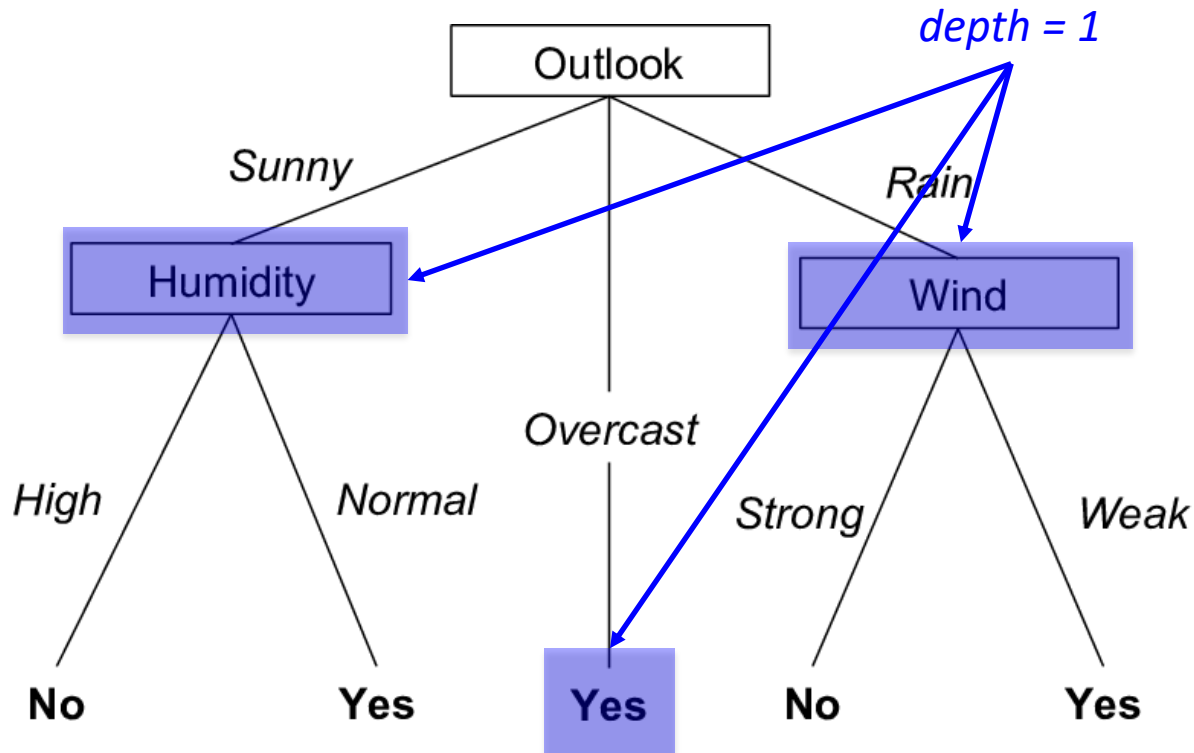 depth = 1
Outlook
Sunny
Rain
Humidity
Wind
Overcast
High
Normal
Strong
Weak
No
Yes
Yes
No
Yes